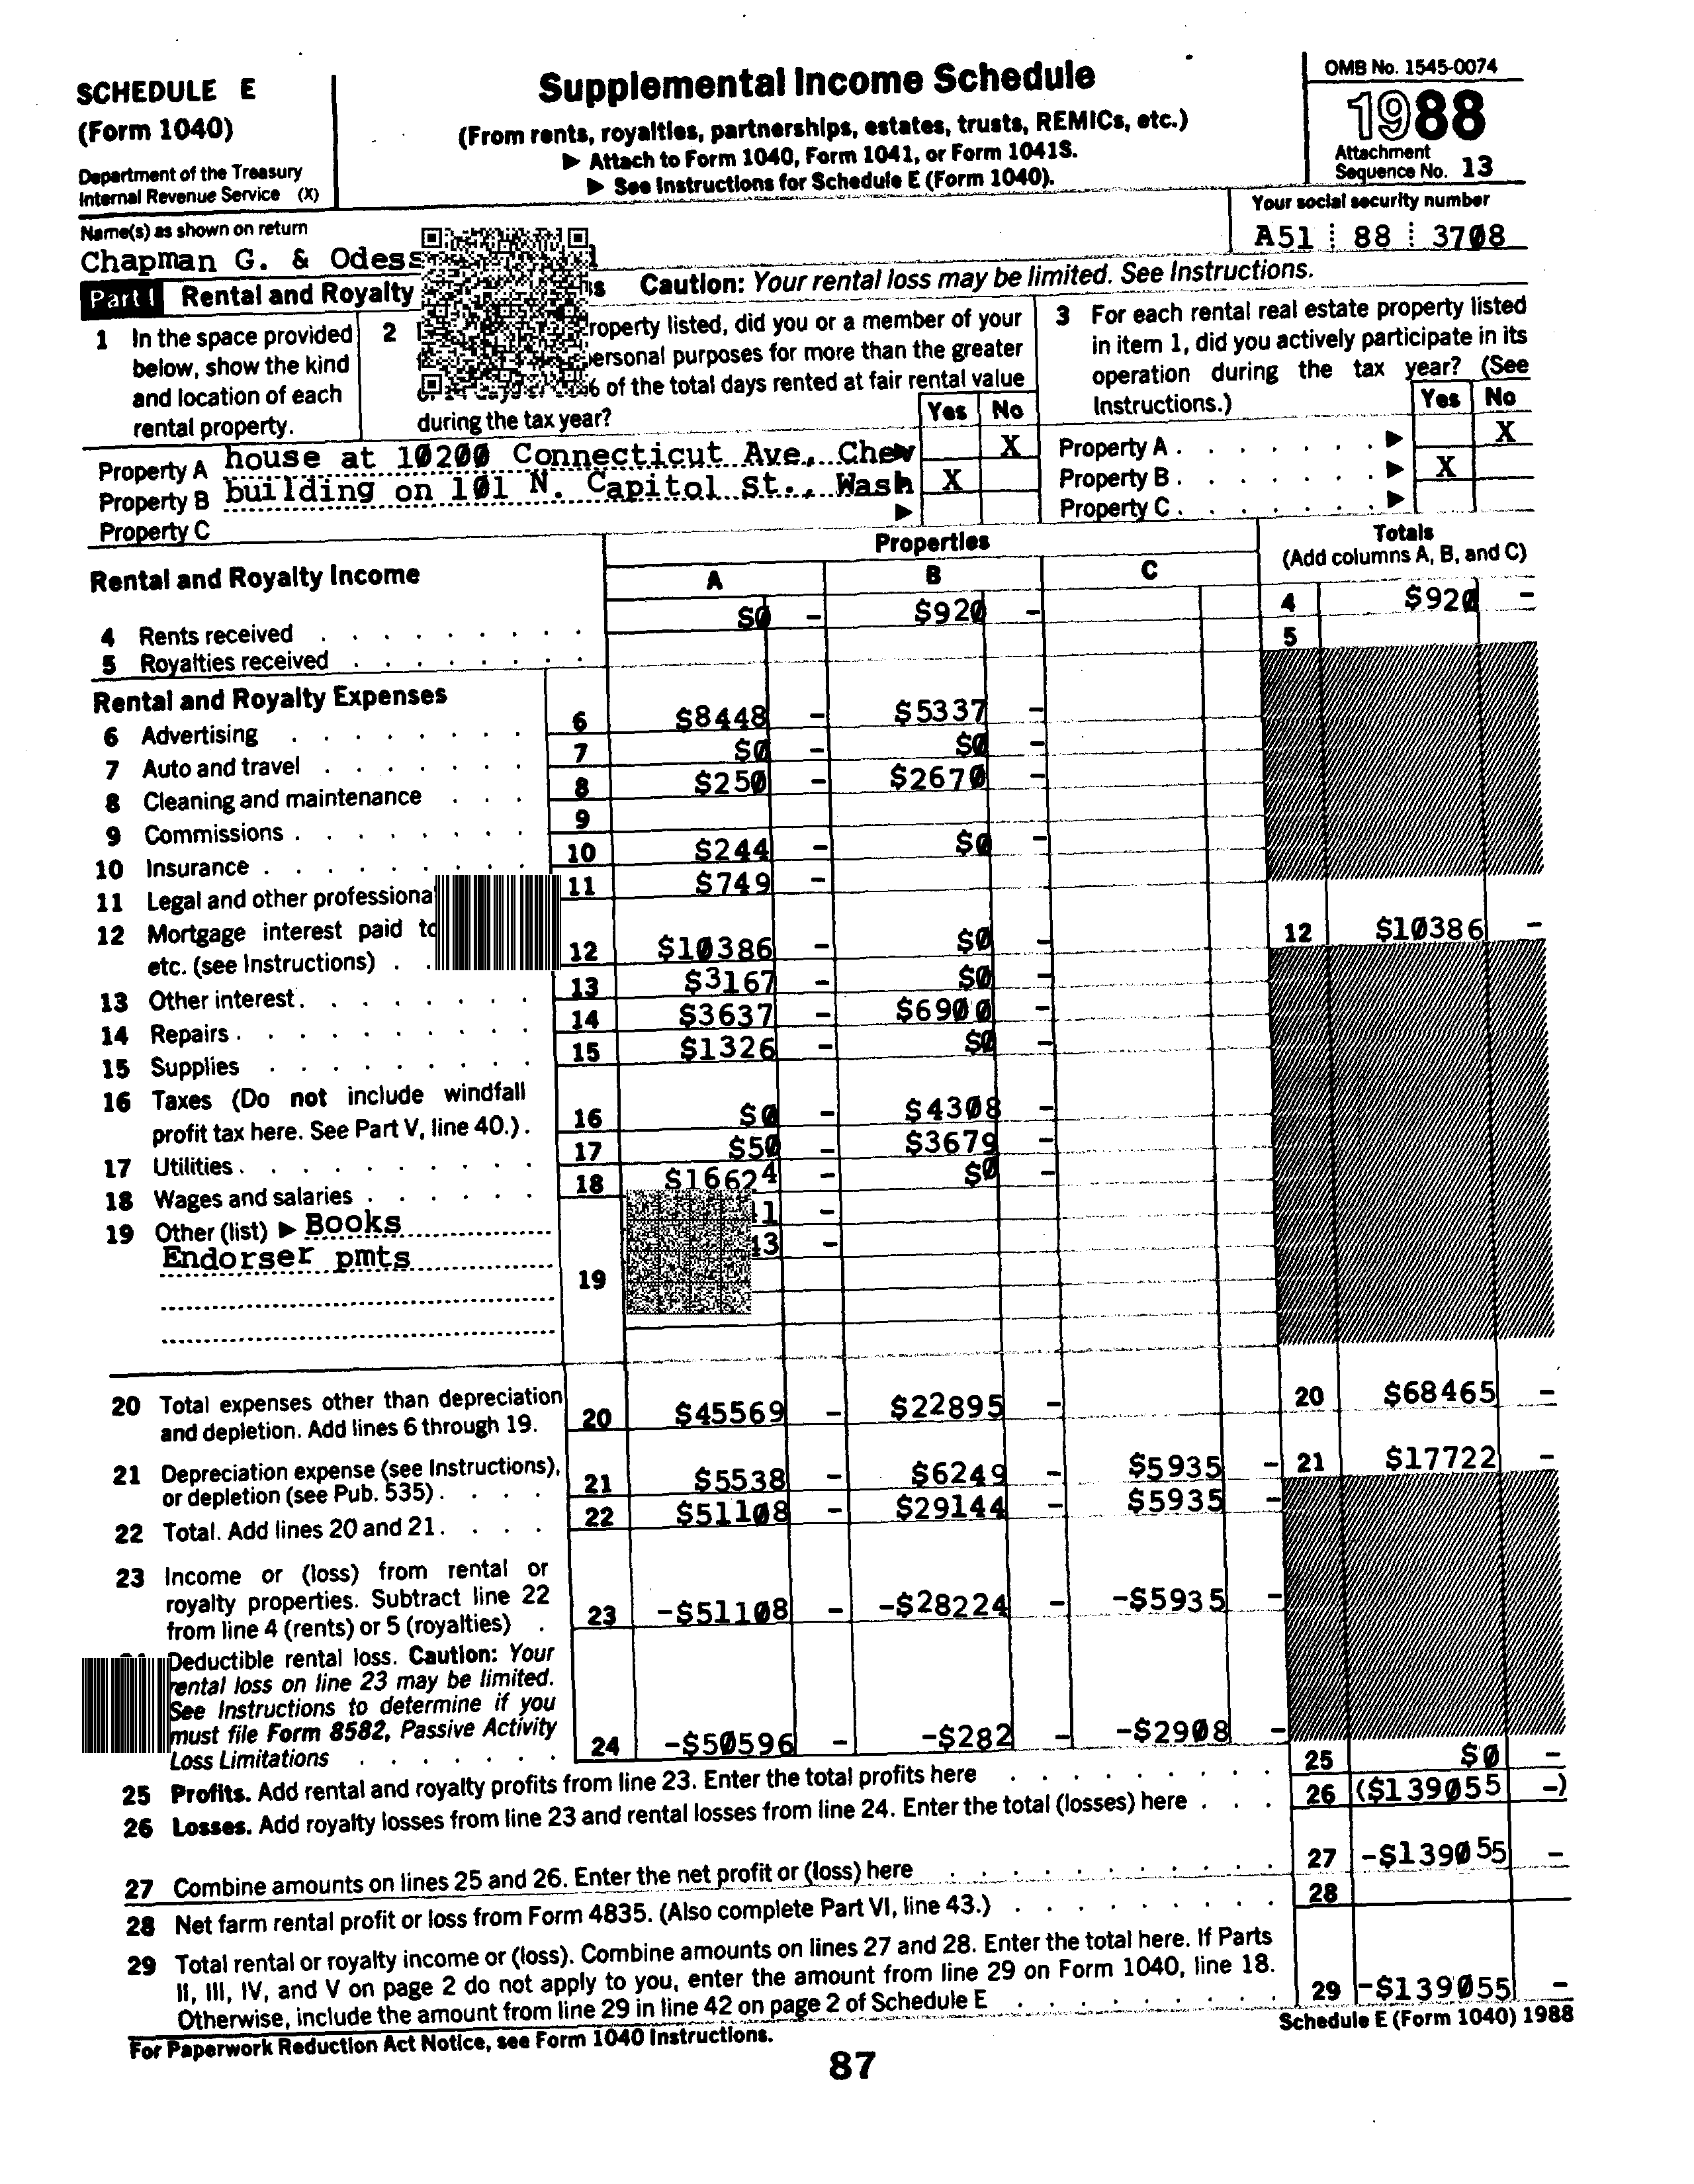 SCHEDULE E
(Form 1040)
Department of the Treasury
Internal Revenue Service (X)
Supplemental Income Schedule
(From rents, royalties, partnerships, estates, trusts, REMICs, etc.)
▶ Attach to Form 1040, Form 1041, or Form 1041S.
▶ See Instructions for Schedule E (Form 1040).
OMB No. 1545-0074
1988
Attachment
Sequence No. 13
Name(s) as shown on return
Chapman G. & Odess
Your social security number
A51 88 3708
Part I Rental and Royalty
Caution: Your rental loss may be limited. See Instructions.
1 In the space provided
below, show the kind
and location of each
rental property.
2
property listed, did you or a member of your
personal purposes for more than the greater
% of the total days rented at fair rental value
during the tax year?
Yes No
3 For each rental real estate property listed
in item 1, did you actively participate in its
operation during the tax year? (See
Instructions.)
Yes No
Property A house at 10200 Connecticut Ave., Chev X Property A . . . . . . . ▶ X
Property B building on 101 N. Capitol St., Wash X Property B . . . . . . . ▶ X
Property C ▶ Property C . . . . . . . ▶
Rental and Royalty Income
Properties
A B C
Totals
(Add columns A, B, and C)
4 Rents received . . . . . . . . . $0 – $920 – 4 $920 –
5 Royalties received . . . . . . . . 5
Rental and Royalty Expenses
6 Advertising . . . . . . . . 6 $8448 – $5337 –
7 Auto and travel . . . . . . . 7 $0 – $0 –
8 Cleaning and maintenance . . . 8 $250 – $2670 –
9 Commissions . . . . . . . . 9
10 Insurance . . . . . . . . . 10 $244 – $0 –
11 Legal and other professional 11 $749 –
12 Mortgage interest paid to
etc. (see Instructions) . . 12 $10386 – $0 – 12 $10386 –
13 Other interest . . . . . . . . 13 $3167 – $0 –
14 Repairs . . . . . . . . . . 14 $3637 – $6900 –
15 Supplies . . . . . . . . . 15 $1326 – $0 –
16 Taxes (Do not include windfall
profit tax here. See Part V, line 40.) . 16 $0 – $4308 –
17 Utilities . . . . . . . . . . 17 $50 – $3679 –
18 Wages and salaries . . . . . . 18 $16624 – $0 –
19 Other (list) ▶ Books –
Endorser pmts –
19
20 Total expenses other than depreciation
and depletion. Add lines 6 through 19. 20 $45569 – $22895 – 20 $68465 –
21 Depreciation expense (see Instructions),
or depletion (see Pub. 535) . . . . 21 $5538 – $6249 – $5935 – 21 $17722 –
22 Total. Add lines 20 and 21 . . . . 22 $51108 – $29144 – $5935 –
23 Income or (loss) from rental or
royalty properties. Subtract line 22
from line 4 (rents) or 5 (royalties) . 23 -$51108 – -$28224 – -$5935 –
Deductible rental loss. Caution: Your
rental loss on line 23 may be limited.
See Instructions to determine if you
must file Form 8582, Passive Activity
Loss Limitations . . . . . . . 24 -$50596 – -$282 – -$2908 –
25 Profits. Add rental and royalty profits from line 23. Enter the total profits here . . . . . . . . . 25 $0 –
26 Losses. Add royalty losses from line 23 and rental losses from line 24. Enter the total (losses) here . . . 26 ($139055 –)
27 Combine amounts on lines 25 and 26. Enter the net profit or (loss) here . . . . . . . . . . . 27 -$139055 –
28 Net farm rental profit or loss from Form 4835. (Also complete Part VI, line 43.) . . . . . . . . . 28
29 Total rental or royalty income or (loss). Combine amounts on lines 27 and 28. Enter the total here. If Parts
II, III, IV, and V on page 2 do not apply to you, enter the amount from line 29 on Form 1040, line 18.
Otherwise, include the amount from line 29 in line 42 on page 2 of Schedule E . . . . . . . . . 29 -$139055 –
For Paperwork Reduction Act Notice, see Form 1040 Instructions.
Schedule E (Form 1040) 1988
87